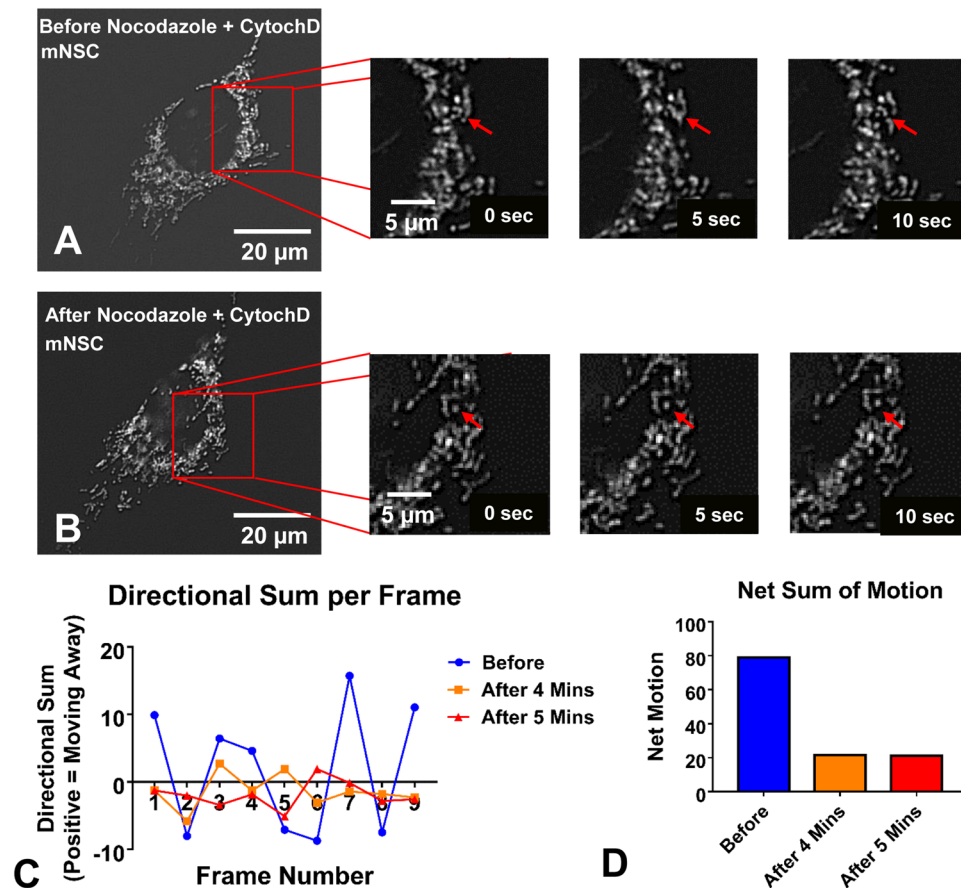 Before Nocodazole + CytochD
mNSC
A
20 µm
5 µm
0 sec
5 sec
10 sec
After Nocodazole + CytochD
mNSC
B
20 µm
5 µm
0 sec
5 sec
10 sec
Directional Sum per Frame
Directional Sum
(Positive = Moving Away)
20
10
0
-10
1 2 3 4 5 6 7 8 9
Frame Number
Before
After 4 Mins
After 5 Mins
C
Net Sum of Motion
Net Motion
100
80
60
40
20
0
Before
After 4 Mins
After 5 Mins
D